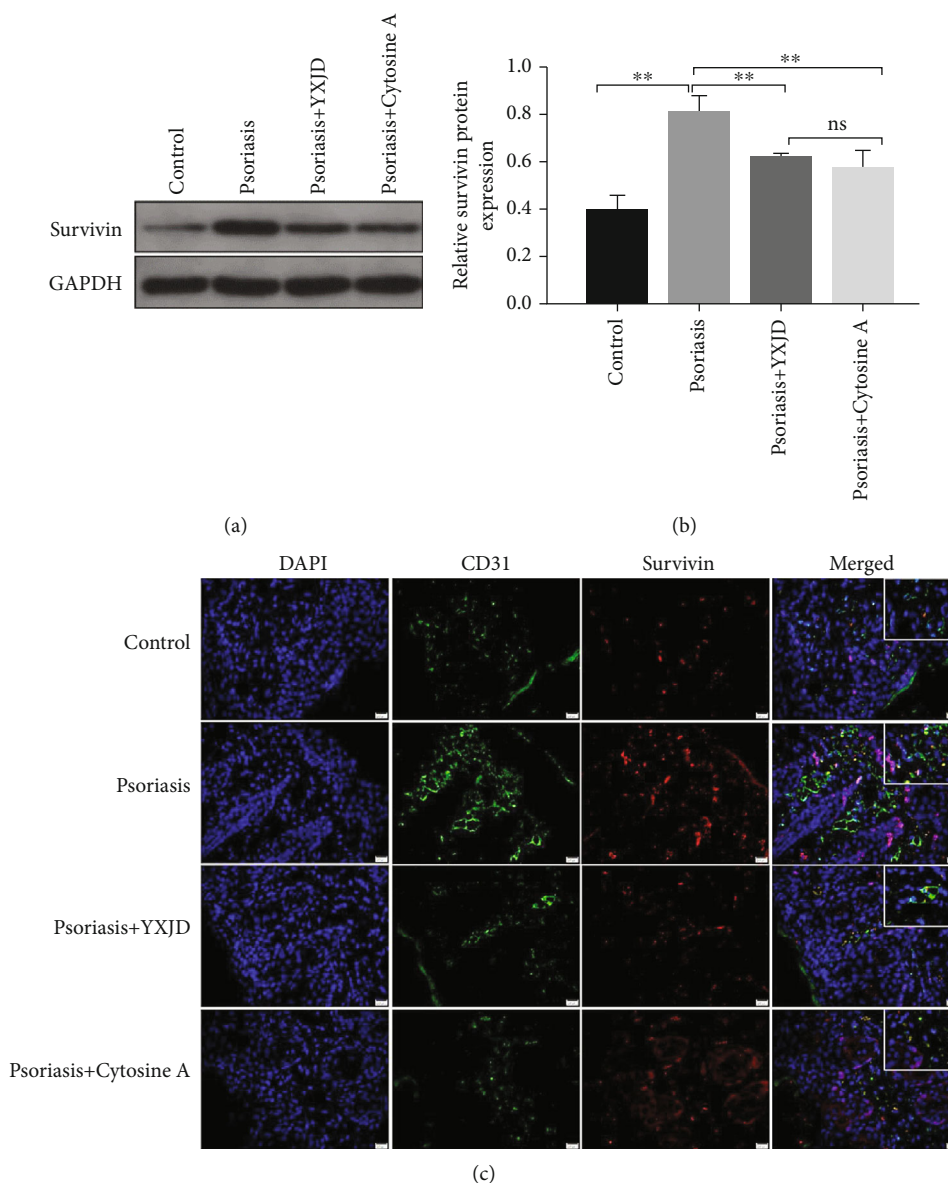 Control
Psoriasis
Psoriasis+YXJD
Psoriasis+Cytosine A
Survivin
GAPDH
(a)
Relative survivin protein
expression
1.0
0.8
0.6
0.4
0.2
0.0
**
**
**
ns
Control
Psoriasis
Psoriasis+YXJD
Psoriasis+Cytosine A
(b)
DAPI CD31 Survivin Merged
Control
Psoriasis
Psoriasis+YXJD
Psoriasis+Cytosine A
(c)